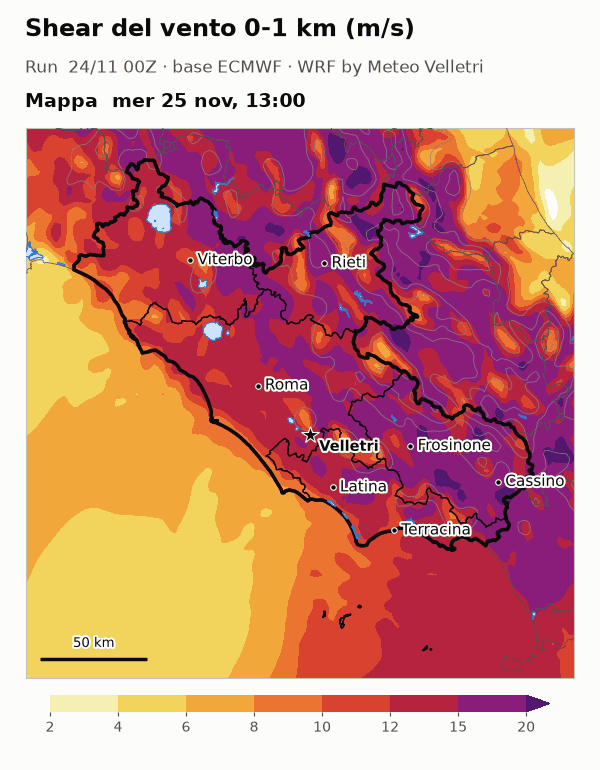 Shear del vento 0-1 km (m/s)
Run  24/11 00Z · base ECMWF · WRF by Meteo Velletri
Mappa  mer 25 nov, 13:00
Viterbo
Rieti
Roma
Velletri
Frosinone
Cassino
Latina
Terracina
50 km
2 4 6 8 10 12 15 20